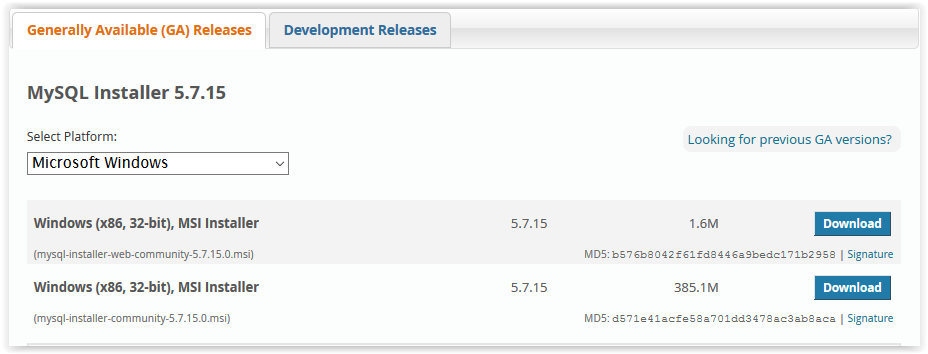 Generally Available (GA) Releases Development Releases
MySQL Installer 5.7.15
Select Platform:
Looking for previous GA versions?
Microsoft Windows
Windows (x86, 32-bit), MSI Installer 5.7.15 1.6M Download
(mysql-installer-web-community-5.7.15.0.msi) MD5: b576b8042f61fd8446a9bedc171b2958 | Signature
Windows (x86, 32-bit), MSI Installer 5.7.15 385.1M Download
(mysql-installer-community-5.7.15.0.msi) MD5: d571e41acfe58a701dd3478ac3ab8aca | Signature